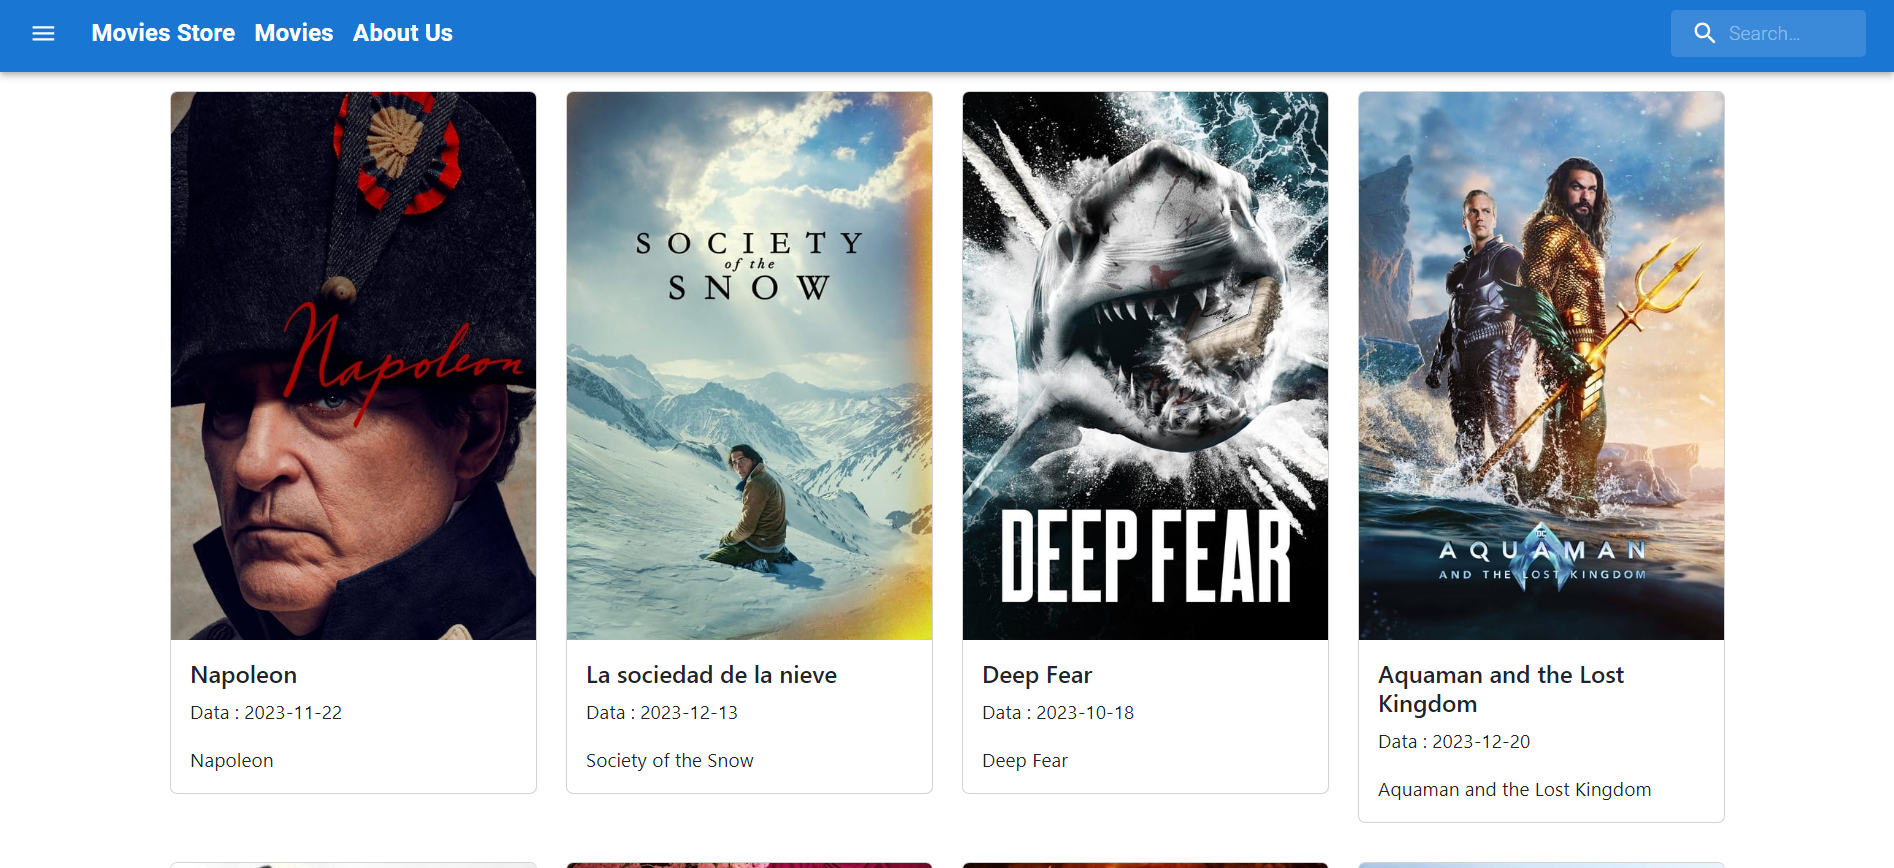 Movies Store Movies About Us
Search...
Napoleon
SOCIETY
of the
SNOW
DEEP FEAR
DC
AQUAMAN
AND THE LOST KINGDOM
Napoleon
Data : 2023-11-22
Napoleon
La sociedad de la nieve
Data : 2023-12-13
Society of the Snow
Deep Fear
Data : 2023-10-18
Deep Fear
Aquaman and the Lost
Kingdom
Data : 2023-12-20
Aquaman and the Lost Kingdom